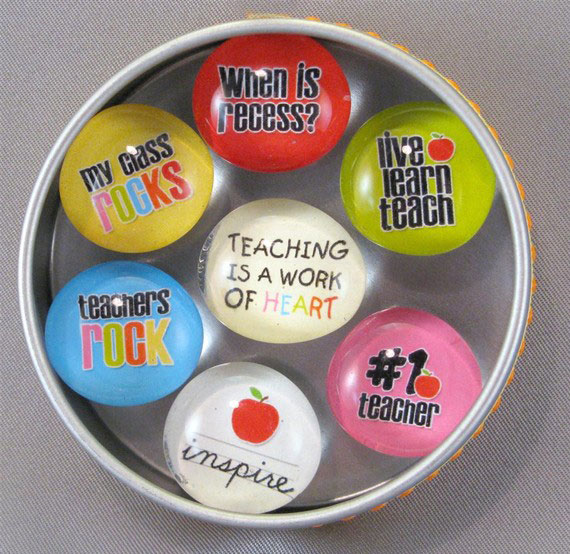 When is
recess?
my class
rocks
live
learn
teach
TEACHING
IS A WORK
OF HEART
teachers
ROCK
#1
teacher
inspire